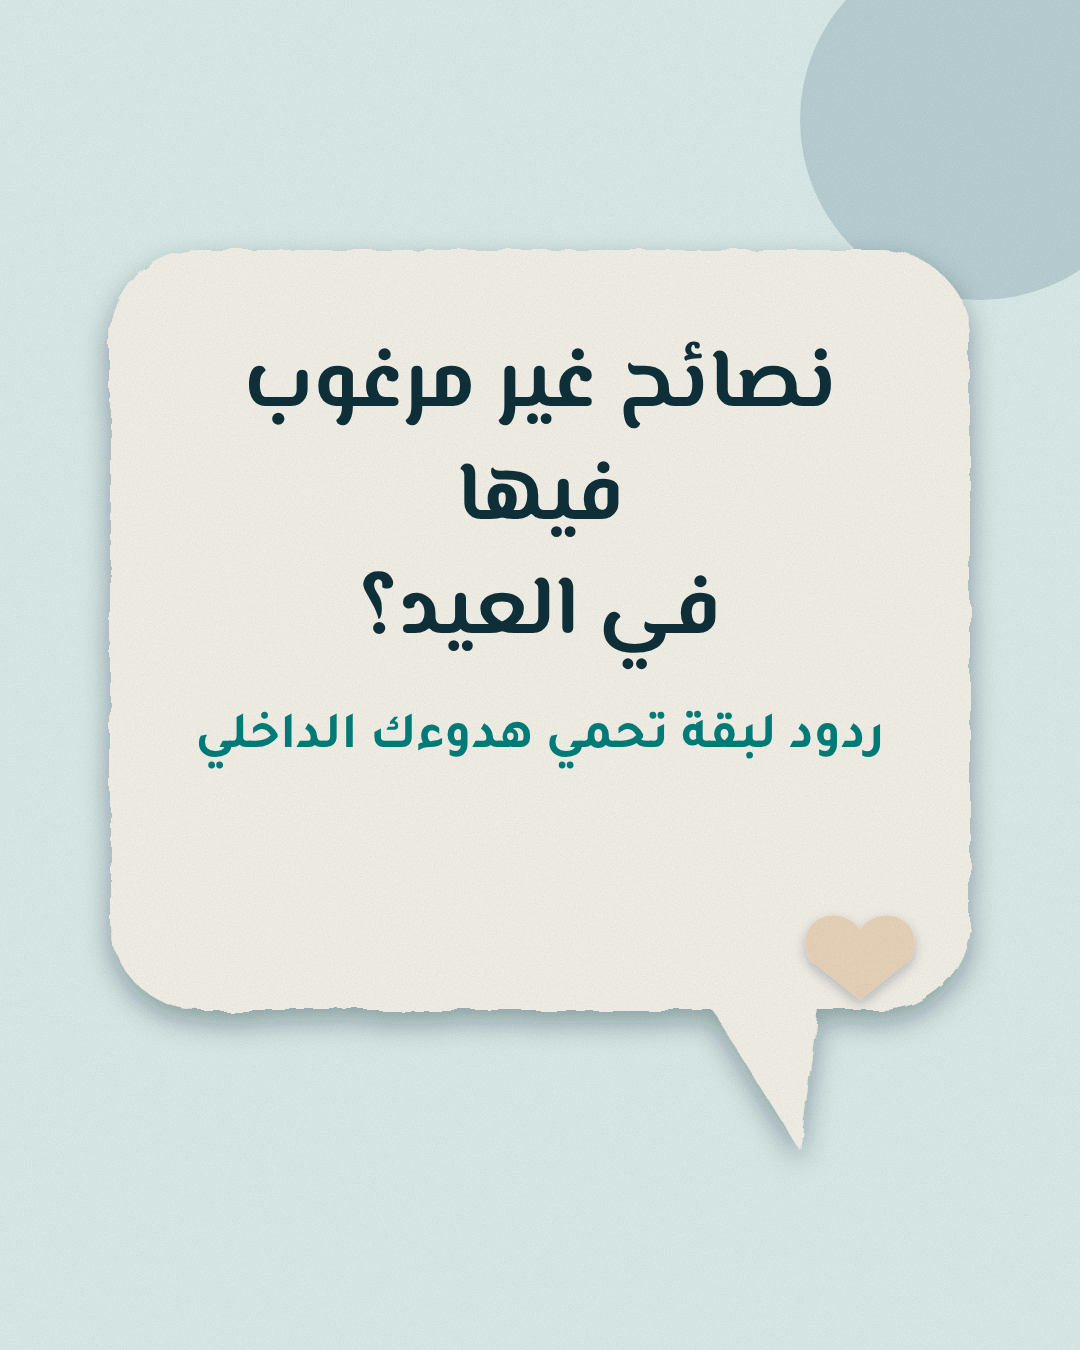 نصائح غير مرغوب
فيها
في العيد؟
ردود لبقة تحمي هدوءك الداخلي